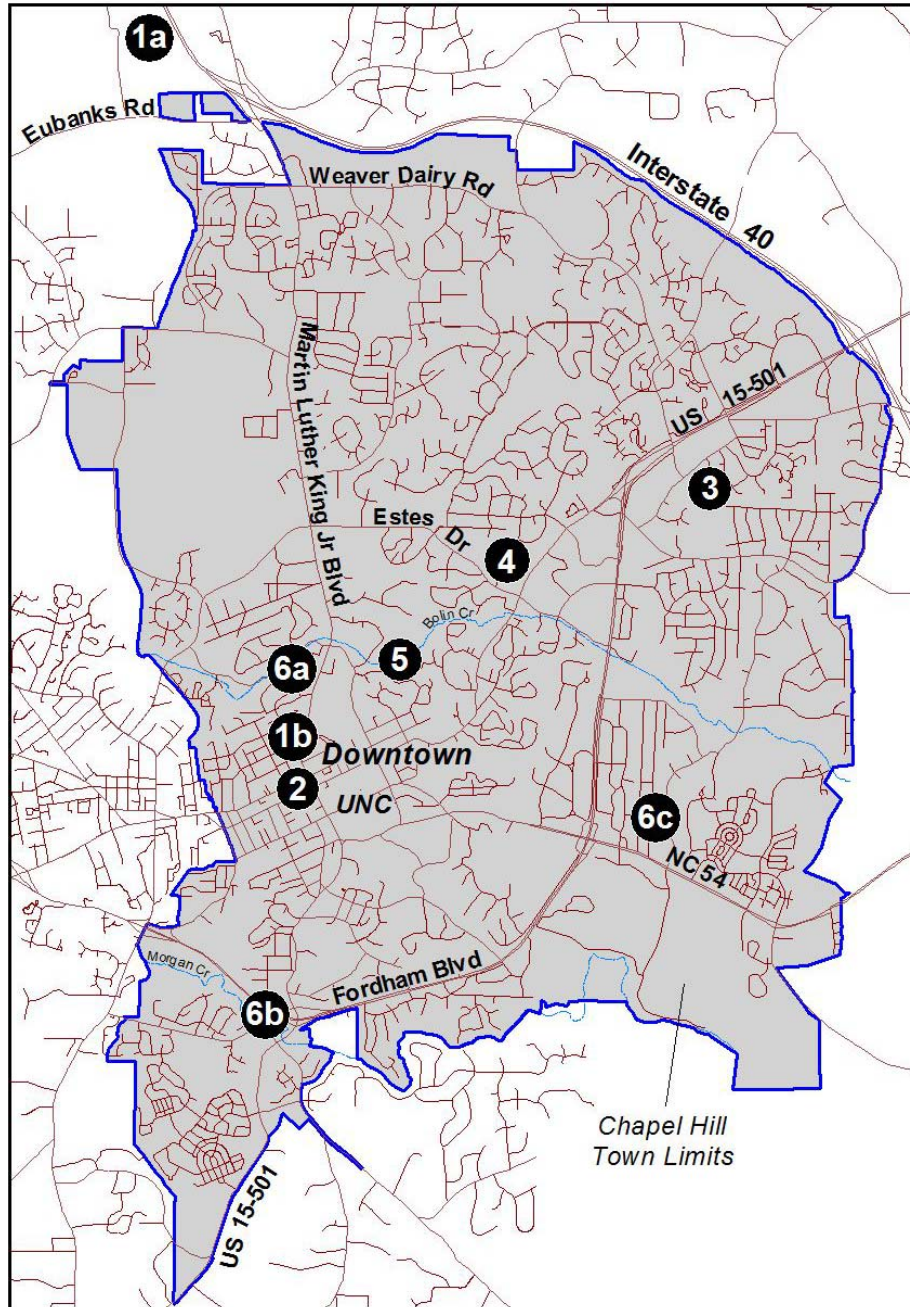 1a
Eubanks Rd
Weaver Dairy Rd
Interstate 40
Martin Luther King Jr Blvd
US 15-501
3
Estes Dr
4
Bolin Cr
5
6a
1b
Downtown
2
UNC
6c
NC 54
Morgan Cr
Fordham Blvd
6b
Chapel Hill
Town Limits
US 15-501